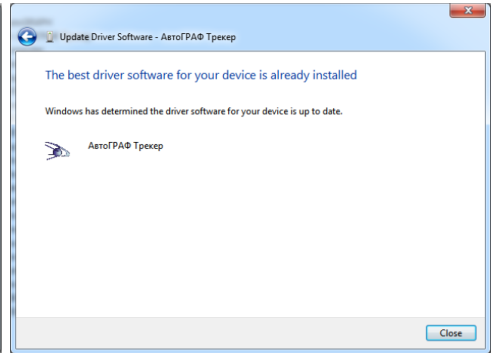 Update Driver Software - АвтоГРАФ Трекер
The best driver software for your device is already installed
Windows has determined the driver software for your device is up to date.
АвтоГРАФ Трекер
Close